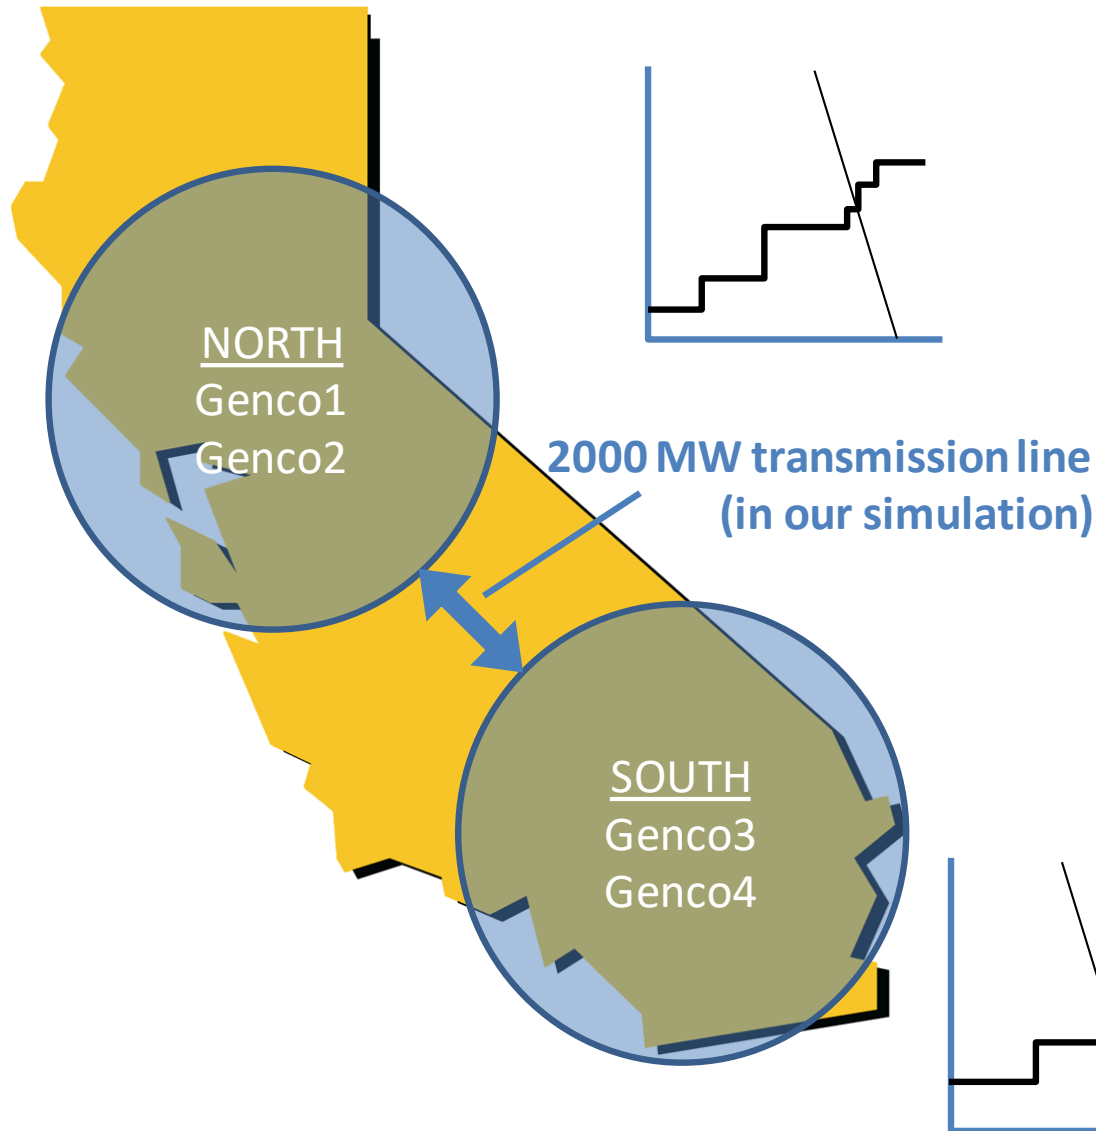 NORTH
Genco1
Genco2
2000 MW transmission line
(in our simulation)
SOUTH
Genco3
Genco4